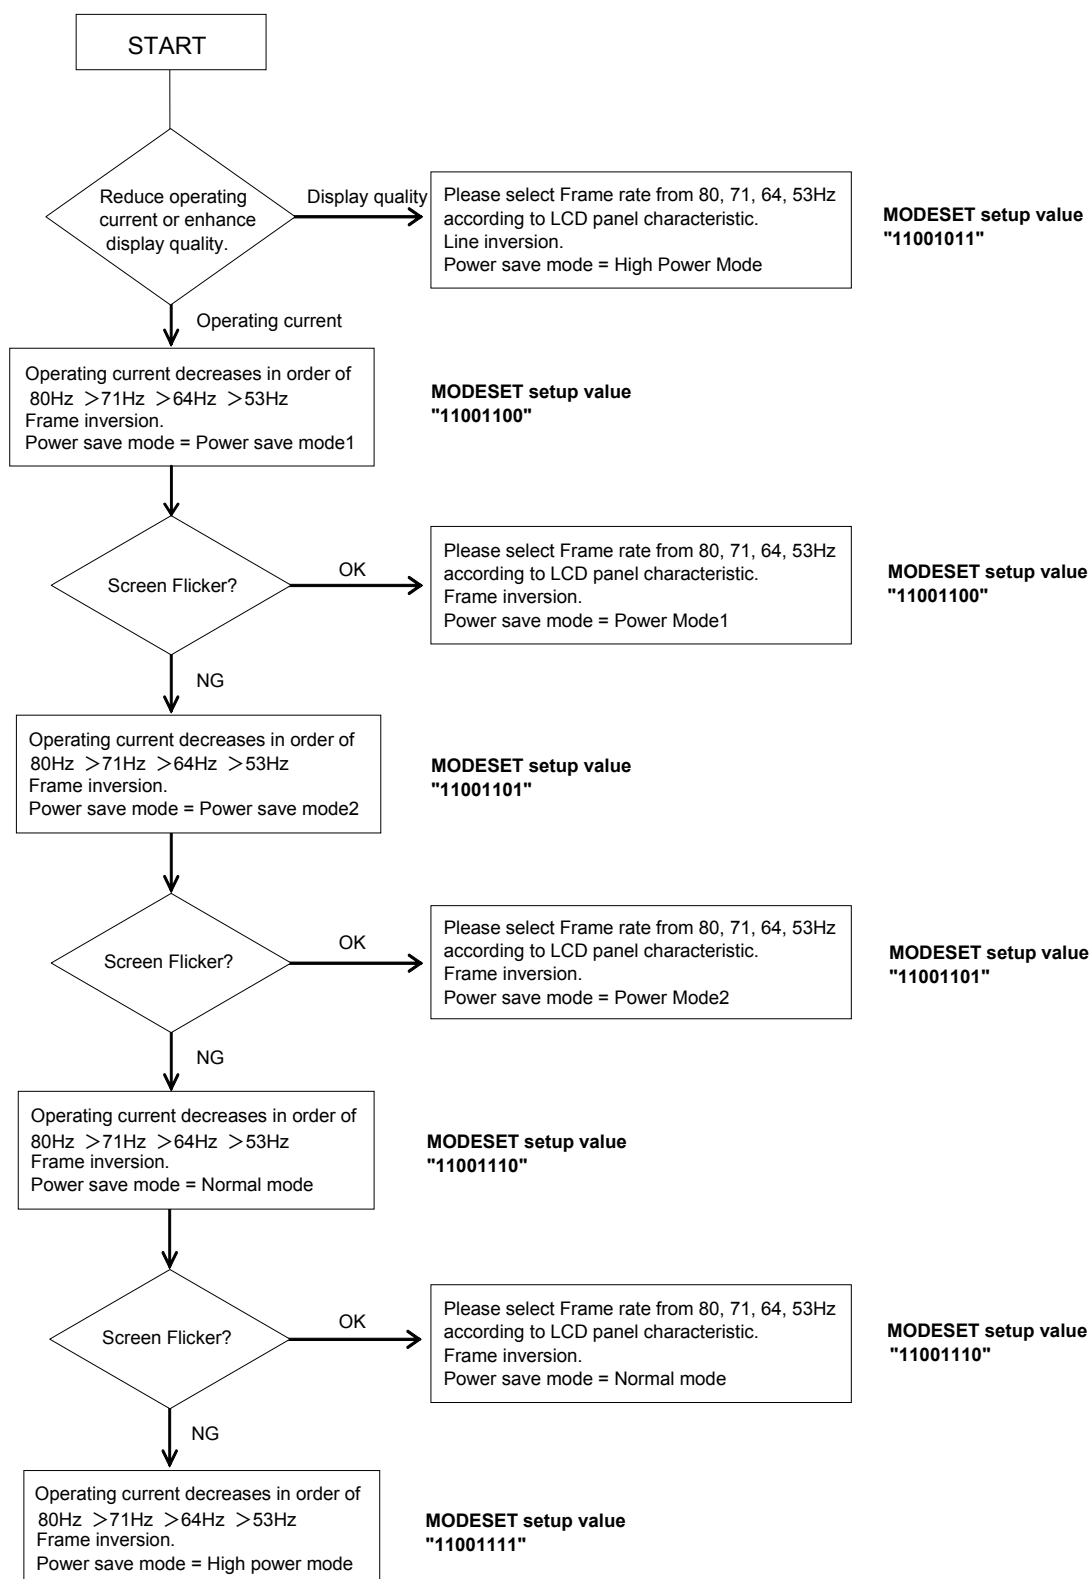 START
Reduce operating
current or enhance
display quality.
Display quality
Please select Frame rate from 80, 71, 64, 53Hz
according to LCD panel characteristic.
Line inversion.
Power save mode = High Power Mode
MODESET setup value
"11001011"
Operating current
Operating current decreases in order of
80Hz >71Hz >64Hz >53Hz
Frame inversion.
Power save mode = Power save mode1
MODESET setup value
"11001100"
Screen Flicker?
OK
Please select Frame rate from 80, 71, 64, 53Hz
according to LCD panel characteristic.
Frame inversion.
Power save mode = Power Mode1
MODESET setup value
"11001100"
NG
Operating current decreases in order of
80Hz >71Hz >64Hz >53Hz
Frame inversion.
Power save mode = Power save mode2
MODESET setup value
"11001101"
Screen Flicker?
OK
Please select Frame rate from 80, 71, 64, 53Hz
according to LCD panel characteristic.
Frame inversion.
Power save mode = Power Mode2
MODESET setup value
"11001101"
NG
Operating current decreases in order of
80Hz >71Hz >64Hz >53Hz
Frame inversion.
Power save mode = Normal mode
MODESET setup value
"11001110"
Screen Flicker?
OK
Please select Frame rate from 80, 71, 64, 53Hz
according to LCD panel characteristic.
Frame inversion.
Power save mode = Normal mode
MODESET setup value
"11001110"
NG
Operating current decreases in order of
80Hz >71Hz >64Hz >53Hz
Frame inversion.
Power save mode = High power mode
MODESET setup value
"11001111"